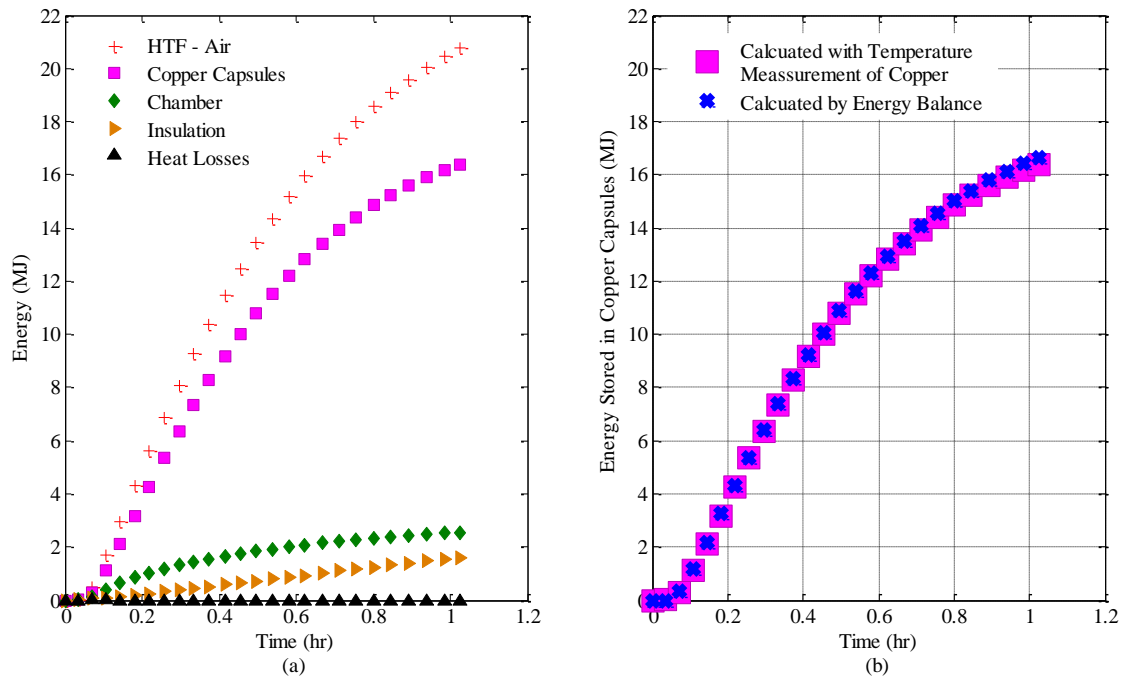 22
20
18
16
14
12
10
8
6
4
2
0
Energy (MJ)
HTF - Air
Copper Capsules
Chamber
Insulation
Heat Losses
0 0.2 0.4 0.6 0.8 1 1.2
Time (hr)
(a)
22
20
18
16
14
12
10
8
6
4
2
0
Energy Stored in Copper Capsules (MJ)
Calcuated with Temperature
Meassurement of Copper
Calcuated by Energy Balance
0 0.2 0.4 0.6 0.8 1 1.2
Time (hr)
(b)